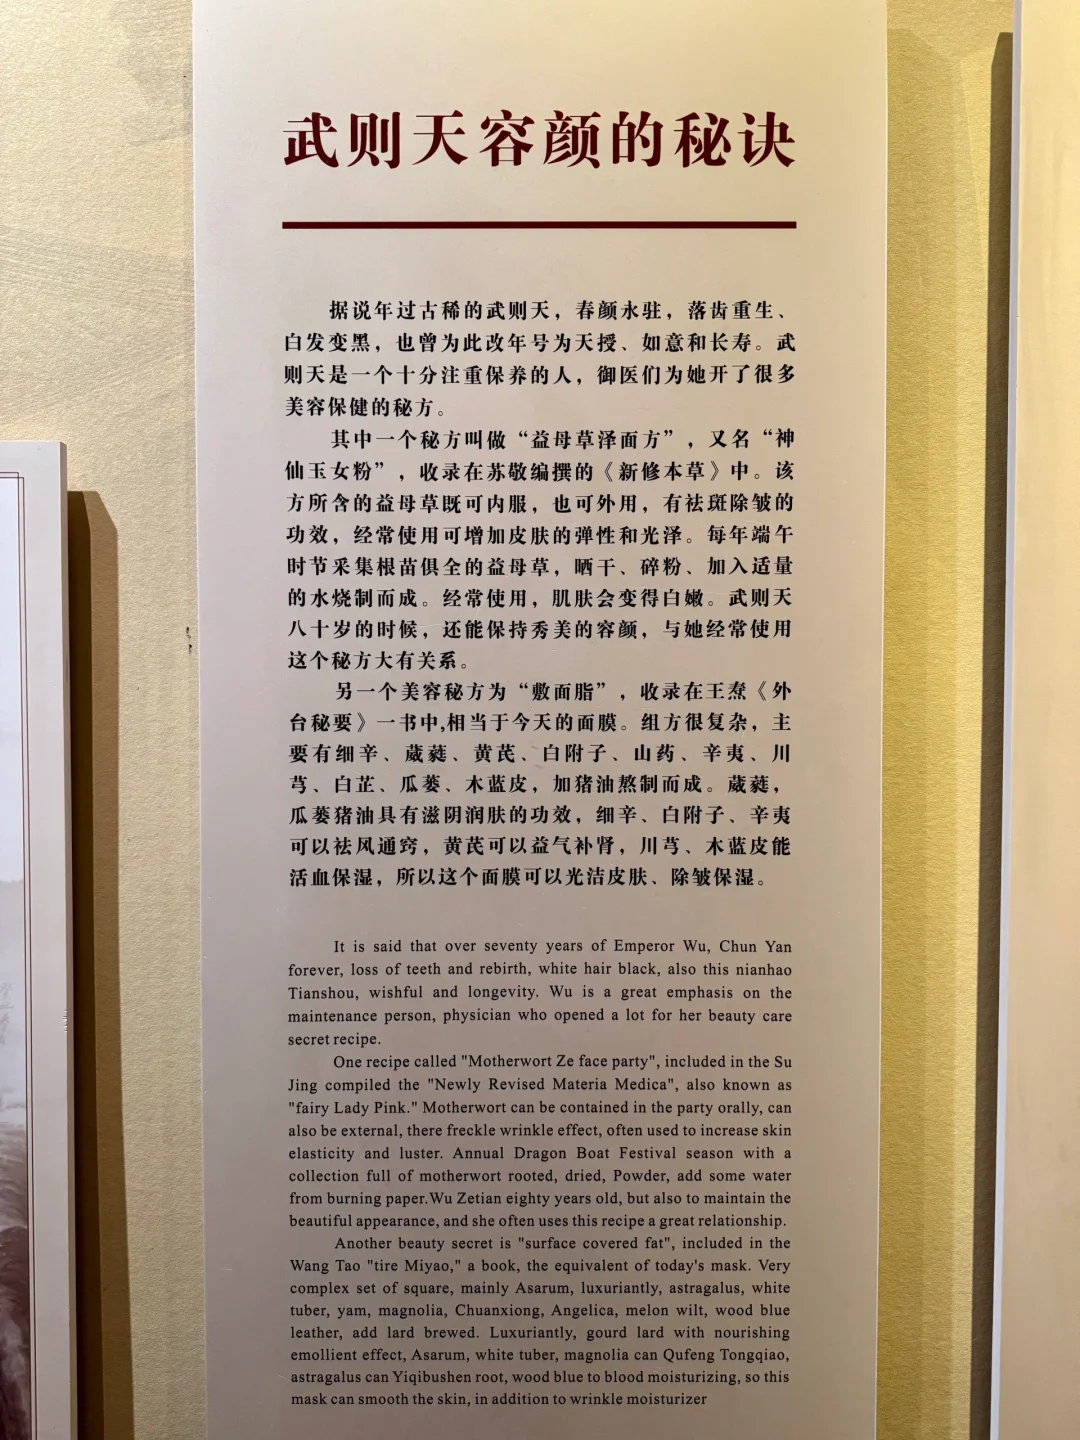 武则天容颜的秘诀
据说年过古稀的武则天，春颜永驻，落齿重生、
白发变黑，也曾为此改年号为天授、如意和长寿。武
则天是一个十分注重保养的人，御医们为她开了很多
美容保健的秘方。
其中一个秘方叫做“益母草泽面方”，又名“神
仙玉女粉”，收录在苏敬编撰的《新修本草》中。该
方所含的益母草既可内服，也可外用，有祛斑除皱的
功效，经常使用可增加皮肤的弹性和光泽。每年端午
时节采集根苗俱全的益母草，晒干、碎粉、加入适量
的水烧制而成。经常使用，肌肤会变得白嫩。武则天
八十岁的时候，还能保持秀美的容颜，与她经常使用
这个秘方大有关系。
另一个美容秘方为“敷面脂”，收录在王焘《外
台秘要》一书中,相当于今天的面膜。组方很复杂，主
要有细辛、葳蕤、黄芪、白附子、山药、辛夷、川
芎、白芷、瓜蒌、木蓝皮，加猪油熬制而成。葳蕤，
瓜蒌猪油具有滋阴润肤的功效，细辛、白附子、辛夷
可以祛风通窍，黄芪可以益气补肾，川芎、木蓝皮能
活血保湿，所以这个面膜可以光洁皮肤、除皱保湿。
It is said that over seventy years of Emperor Wu, Chun Yan
forever, loss of teeth and rebirth, white hair black, also this nianhao
Tianshou, wishful and longevity. Wu is a great emphasis on the
maintenance person, physician who opened a lot for her beauty care
secret recipe.
One recipe called "Motherwort Ze face party", included in the Su
Jing compiled the "Newly Revised Materia Medica", also known as
"fairy Lady Pink." Motherwort can be contained in the party orally, can
also be external, there freckle wrinkle effect, often used to increase skin
elasticity and luster. Annual Dragon Boat Festival season with a
collection full of motherwort rooted, dried, Powder, add some water
from burning paper.Wu Zetian eighty years old, but also to maintain the
beautiful appearance, and she often uses this recipe a great relationship.
Another beauty secret is "surface covered fat", included in the
Wang Tao "tire Miyao," a book, the equivalent of today's mask. Very
complex set of square, mainly Asarum, luxuriantly, astragalus, white
tuber, yam, magnolia, Chuanxiong, Angelica, melon wilt, wood blue
leather, add lard brewed. Luxuriantly, gourd lard with nourishing
emollient effect, Asarum, white tuber, magnolia can Qufeng Tongqiao,
astragalus can Yiqibushen root, wood blue to blood moisturizing, so this
mask can smooth the skin, in addition to wrinkle moisturizer